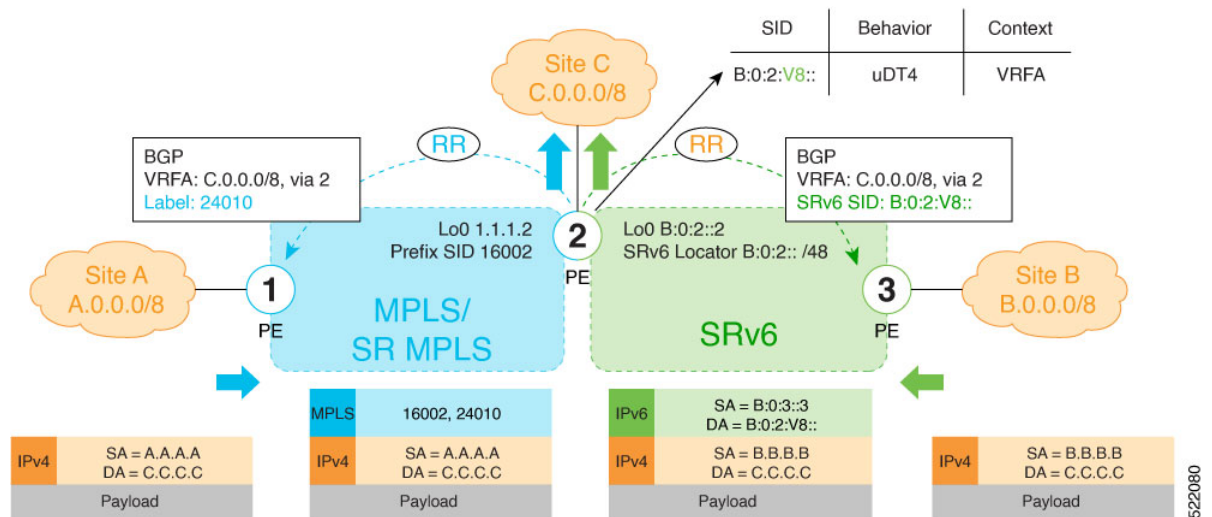 SID Behavior Context
B:0:2:V8:: uDT4 VRFA
Site C
C.0.0.0/8
RR
RR
BGP
VRFA: C.0.0.0/8, via 2
Label: 24010
BGP
VRFA: C.0.0.0/8, via 2
SRv6 SID: B:0:2:V8::
Lo0 1.1.1.2
Prefix SID 16002
2
PE
Lo0 B:0:2::2
SRv6 Locator B:0:2:: /48
Site A
A.0.0.0/8
1
PE
MPLS/
SR MPLS
SRv6
3
PE
Site B
B.0.0.0/8
MPLS 16002, 24010
IPv6 SA = B:0:3::3
DA = B:0:2:V8::
IPv4 SA = A.A.A.A
DA = C.C.C.C
Payload
IPv4 SA = A.A.A.A
DA = C.C.C.C
Payload
IPv4 SA = B.B.B.B
DA = C.C.C.C
Payload
IPv4 SA = B.B.B.B
DA = C.C.C.C
Payload
522080